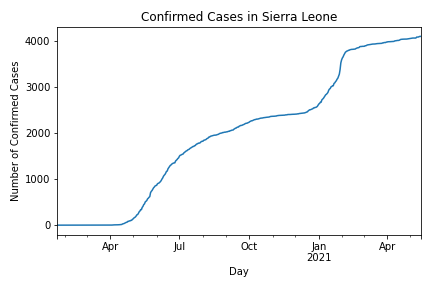 Confirmed Cases in Sierra Leone
4000
3000
2000
1000
0
Number of Confirmed Cases
Apr Jul Oct Jan Apr
2021
Day